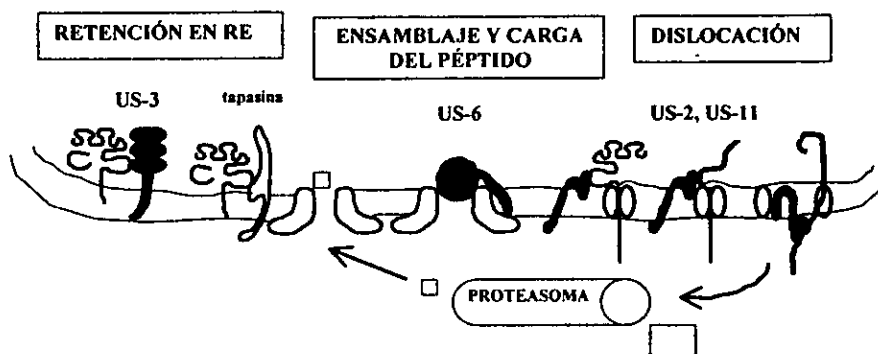 RETENCIÓN EN RE
ENSAMBLAJE Y CARGA
DEL PÉPTIDO
DISLOCACIÓN
US-3
tapasina
US-6
US-2, US-11
PROTEASOMA